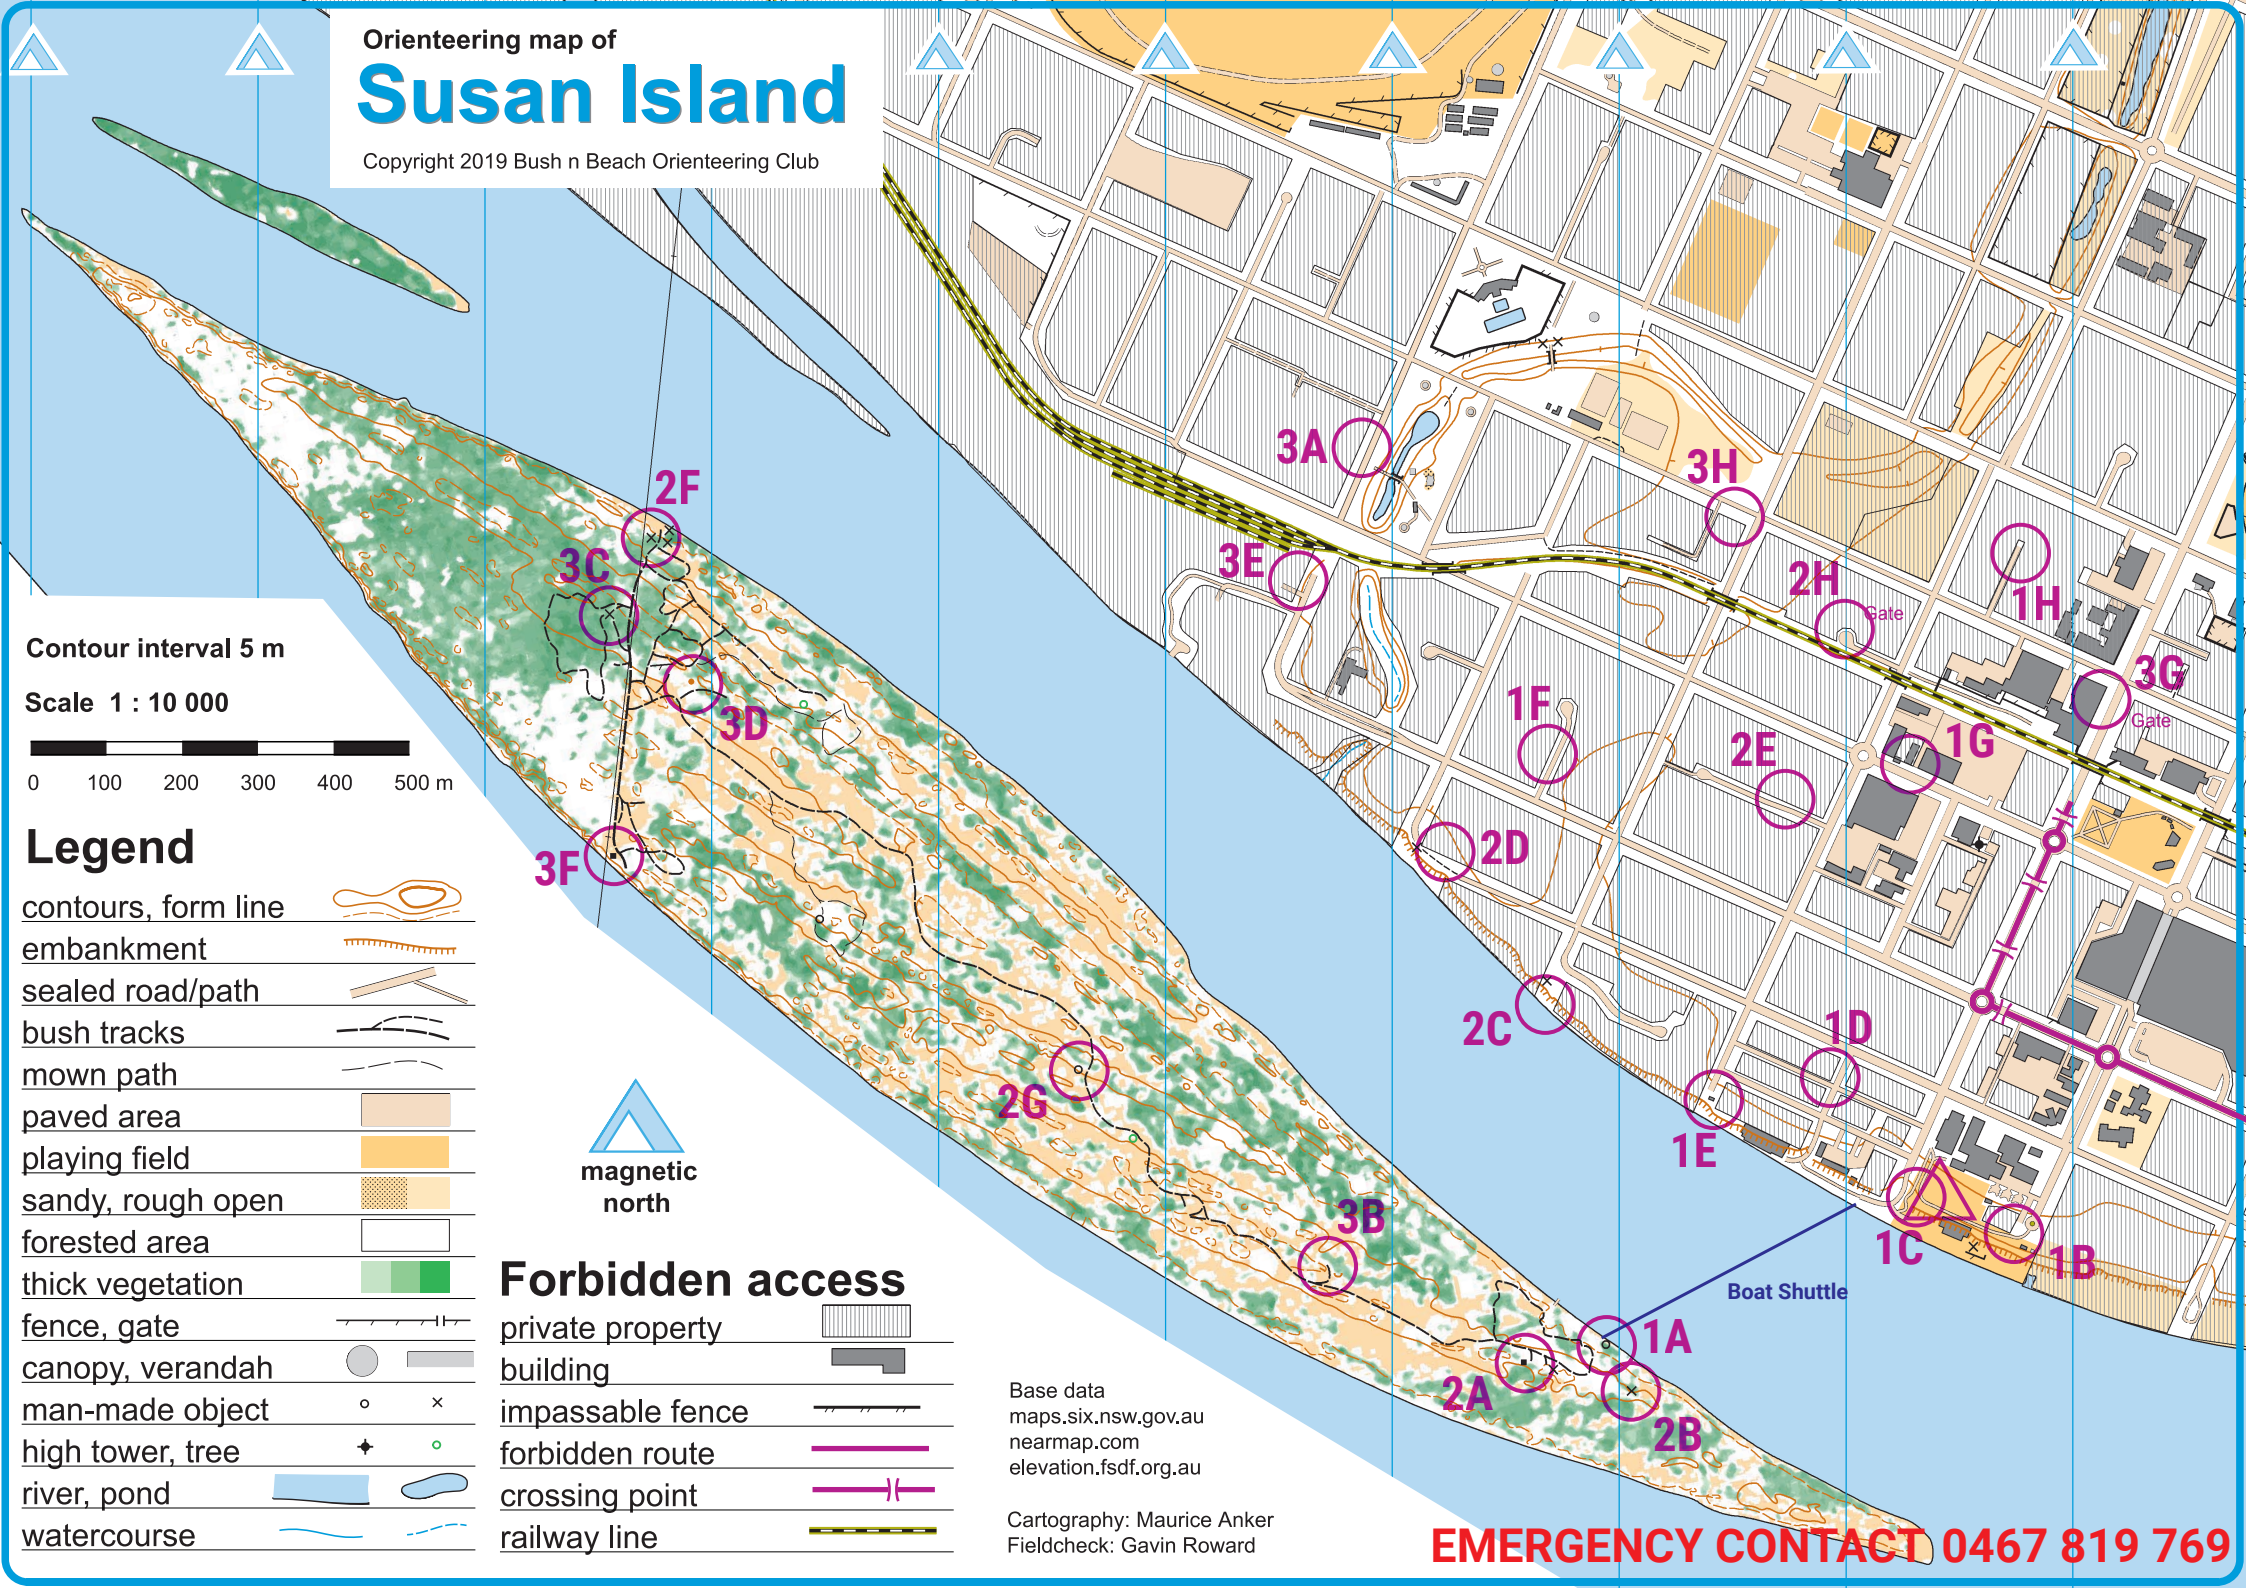 Orienteering map of
Susan Island
Copyright 2019 Bush n Beach Orienteering Club
3A
3H
2F
3C
3E
2H
Gate
1H
3D
1F
3G
Gate
1G
2E
3F
2D
2C
1D
2G
1E
3B
1C
1B
Boat Shuttle
1A
2A
2B
Contour interval 5 m
Scale 1 : 10 000
0 100 200 300 400 500 m
Legend
contours, form line
embankment
sealed road/path
bush tracks
mown path
paved area
playing field
sandy, rough open
forested area
thick vegetation
fence, gate
canopy, verandah
man-made object
high tower, tree
river, pond
watercourse
magnetic
north
Forbidden access
private property
building
impassable fence
forbidden route
crossing point
railway line
Base data
maps.six.nsw.gov.au
nearmap.com
elevation.fsdf.org.au
Cartography: Maurice Anker
Fieldcheck: Gavin Roward
EMERGENCY CONTACT 0467 819 769